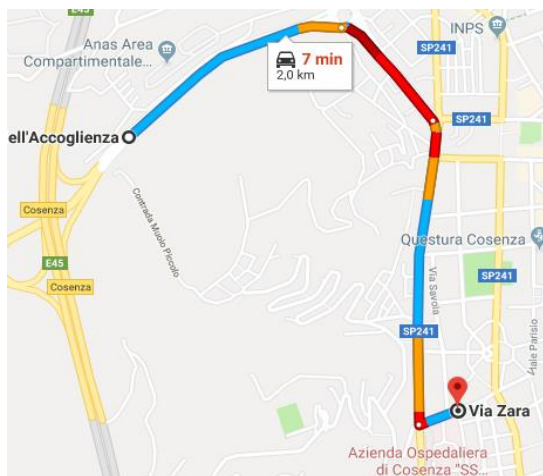 E45
Anas Area
Compartimentale...
INPS
SP241
7 min
2,0 km
SP241
ell'Accoglienza
Contrada Muoio Piccolo
Cosenza
Questura Cosenza
E45
Via Savoia
SP241
Cosenza
SP241
Viale Parisio
Via Zara
Azienda Ospedaliera
di Cosenza "SS...